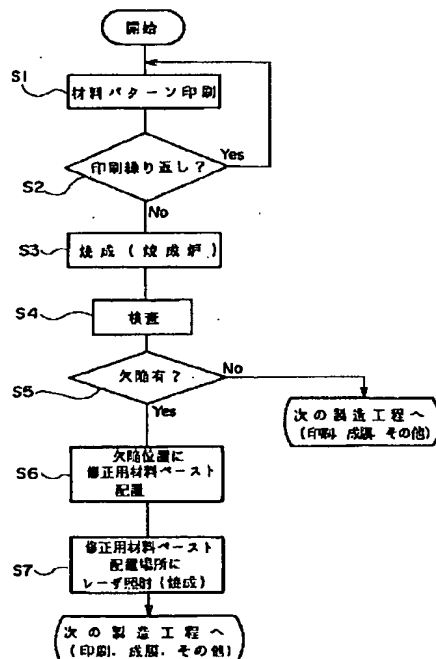 開始
S1
材料パターン印刷
印刷繰り返し？
Yes
S2
No
S3
焼成（焼成炉）
S4
検査
欠陥有？
No
S5
Yes
次の製造工程へ
（印刷、成膜、その他）
S6
欠陥位置に
修正用材料ペースト
配置
S7
修正用材料ペースト
配置場所に
レーザ照射（焼成）
次の製造工程へ
（印刷、成膜、その他）